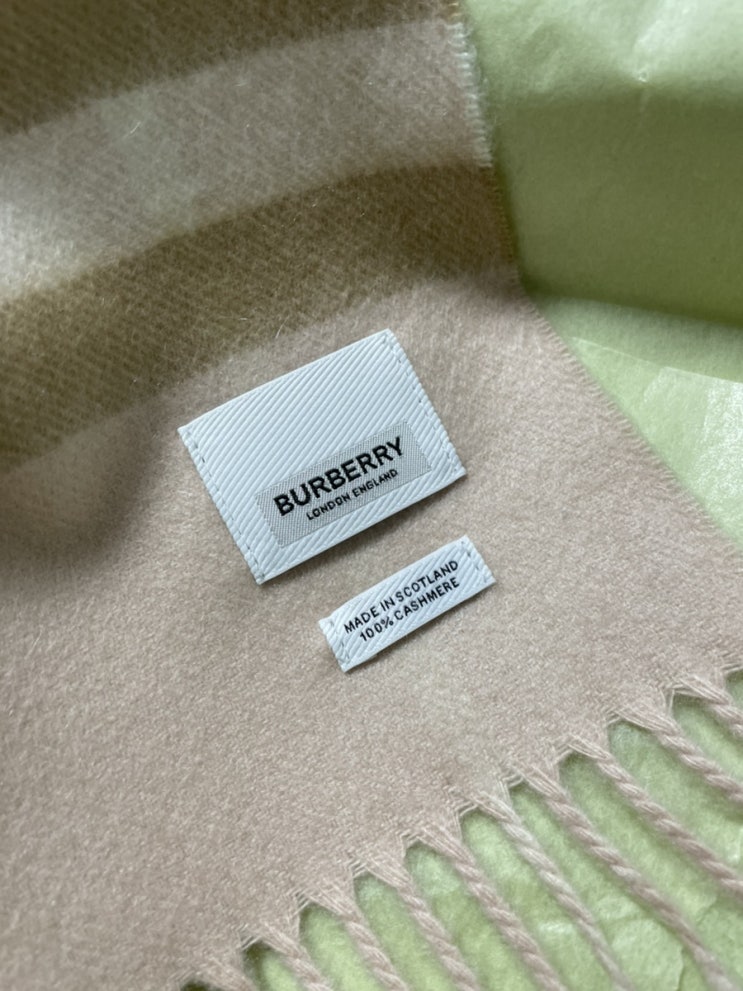 BURBERRY
LONDON ENGLAND
MADE IN SCOTLAND
100% CASHMERE